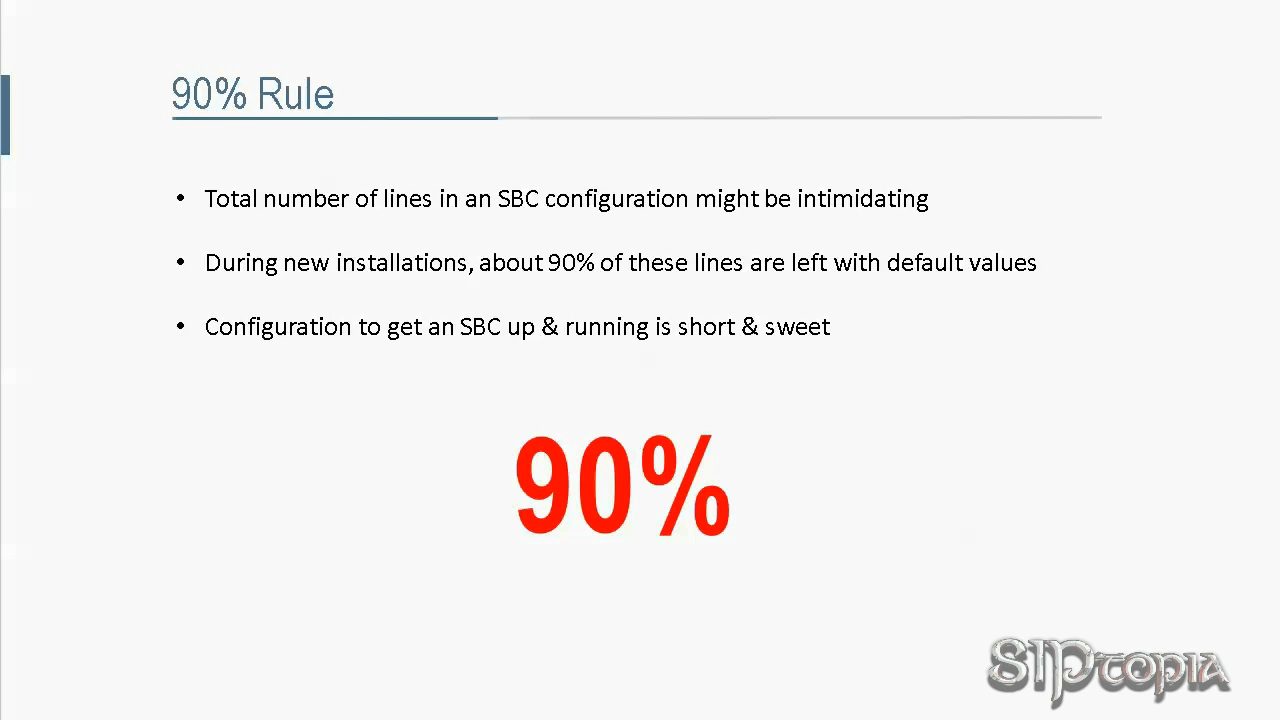 90% Rule
• Total number of lines in an SBC configuration might be intimidating
• During new installations, about 90% of these lines are left with default values
• Configuration to get an SBC up & running is short & sweet
90%
SIPtopia